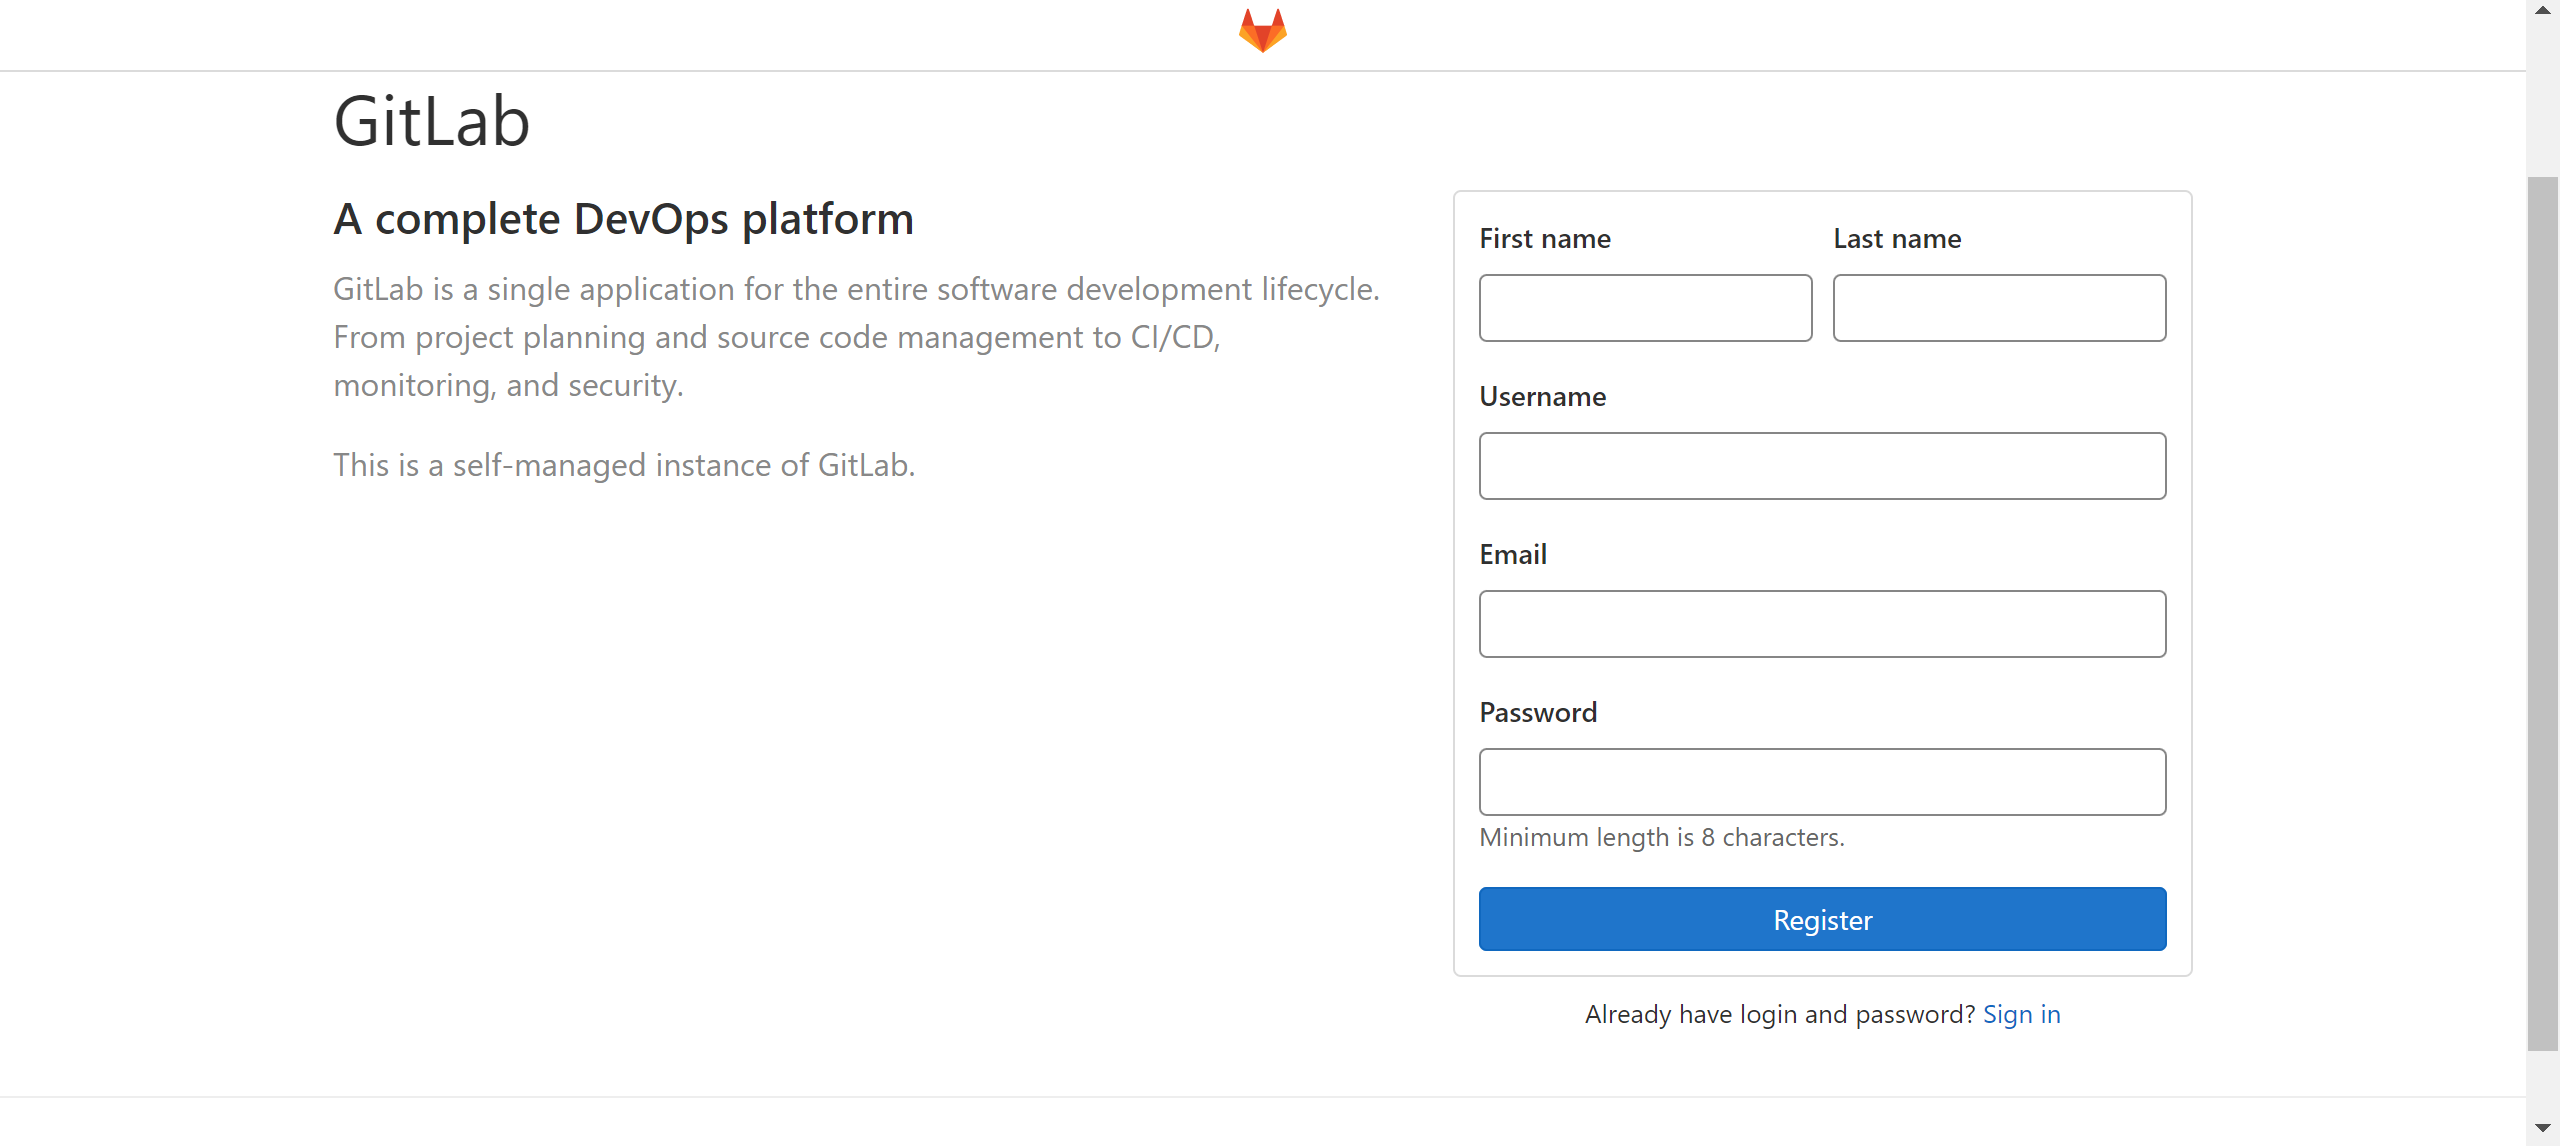 GitLab
A complete DevOps platform
GitLab is a single application for the entire software development lifecycle.
From project planning and source code management to CI/CD,
monitoring, and security.
This is a self-managed instance of GitLab.
First name
Last name
Username
Email
Password
Minimum length is 8 characters.
Register
Already have login and password? Sign in